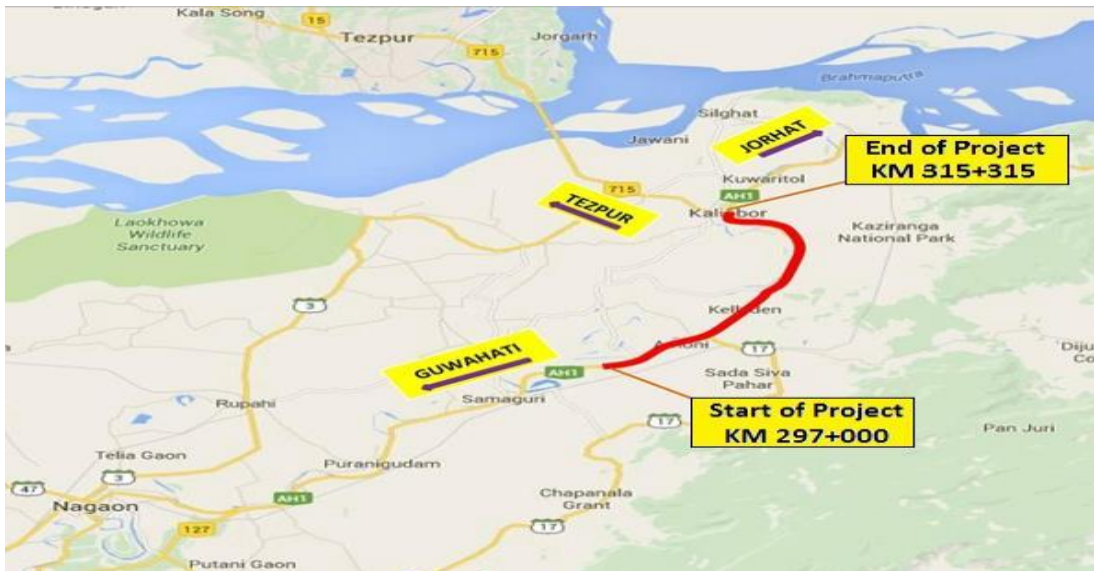 Kala Song
15
Tezpur
715
Jorgarh
Brahmaputra
Silghat
Jawani
JORHAT
End of Project
KM 315+315
Kuwaritol
715
AH1
TEZPUR
Laokhowa
Wildlife
Sanctuary
Kaziranga
National Park
3
GUWAHATI
17
AH1
Sada Siva
Pahar
Samaguri
Rupahi
Start of Project
KM 297+000
17
Pan Juri
Telia Gaon
3
Puranigudam
47
AH1
Nagaon
Chapanala
Grant
127
17
Putani Gaon